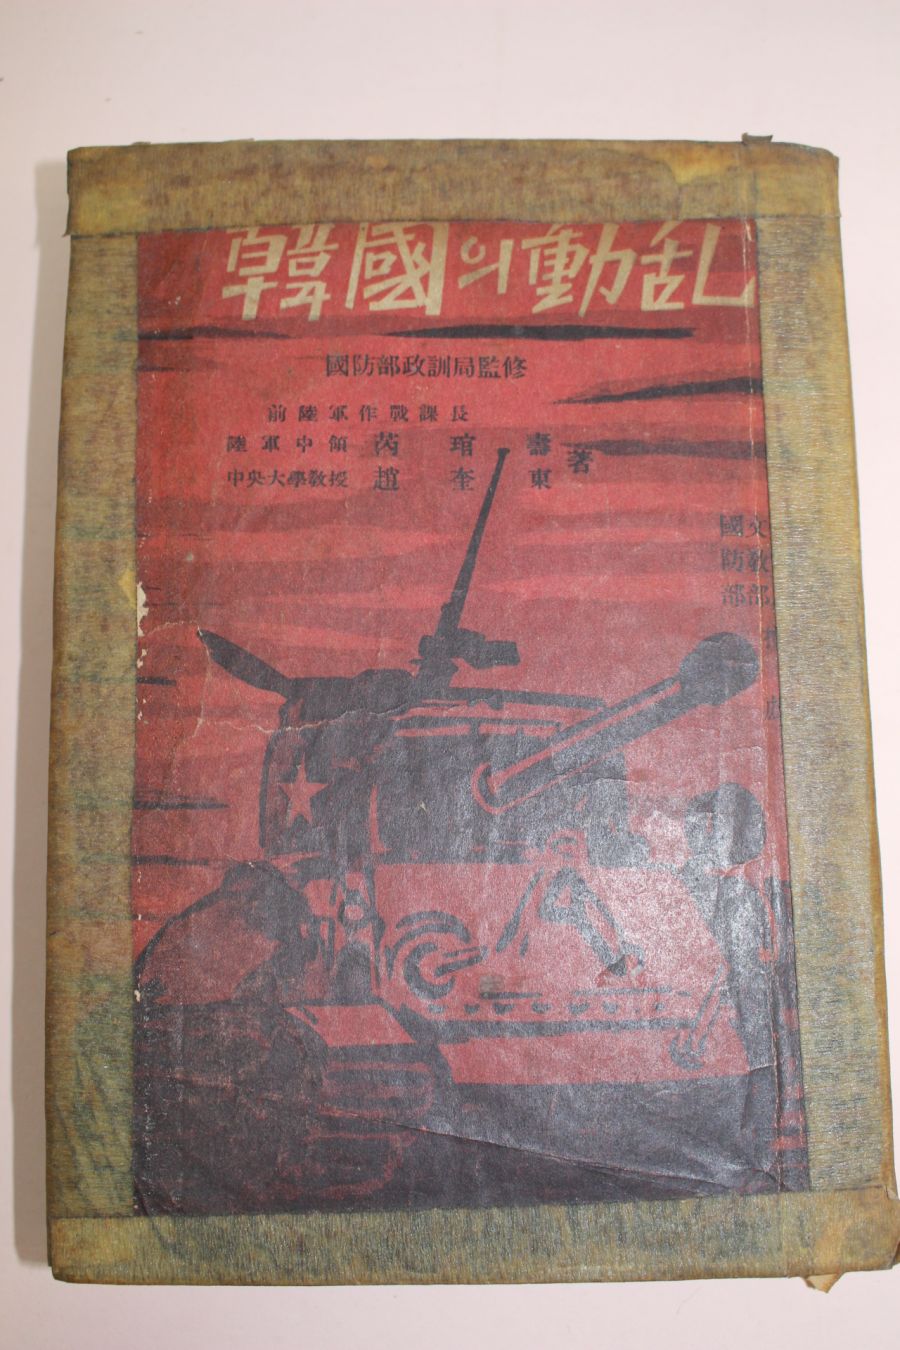 韓國의動乱
國防部政訓局監修
前陸軍作戰課長
陸軍中領 芮琯壽
中央大學敎授 趙奎東 著
國文
防敎
部部